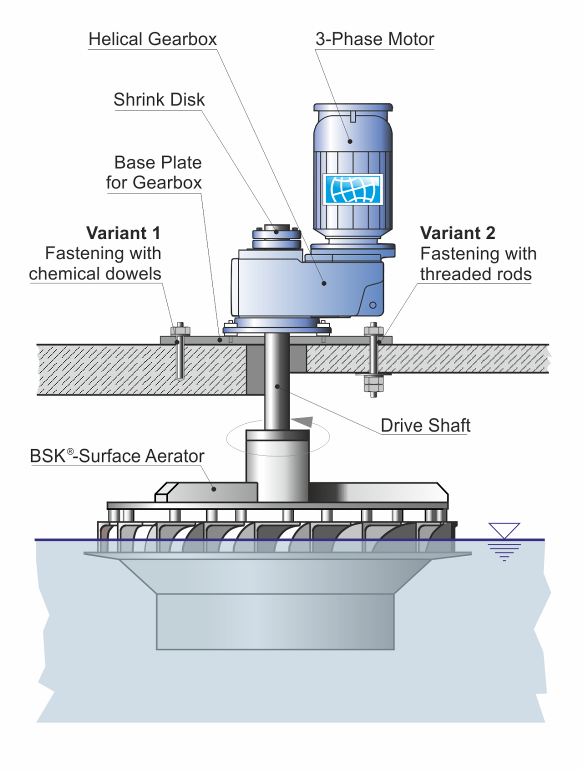 Helical Gearbox
3-Phase Motor
Shrink Disk
Base Plate
for Gearbox
Variant 1
Fastening with
chemical dowels
Variant 2
Fastening with
threaded rods
Drive Shaft
BSK®-Surface Aerator